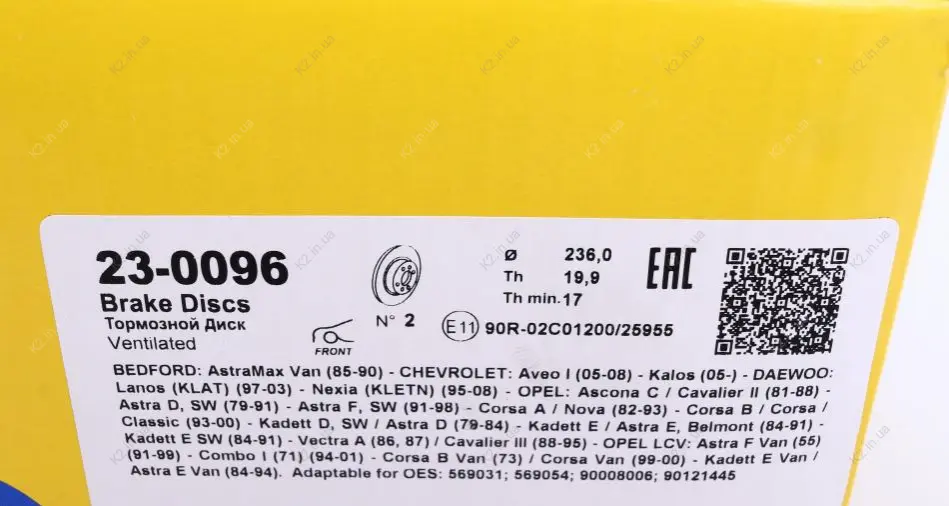 23-0096
Brake Discs
Тормозной Диск
Ventilated
FRONT
N° 2
Ø 236,0
Th 19,9
Th min. 17
E11 90R-02C01200/25955
EAC
BEDFORD: AstraMax Van (85-90) - CHEVROLET: Aveo I (05-08) - Kalos (05-) - DAEWOO:
Lanos (KLAT) (97-03) - Nexia (KLETN) (95-08) - OPEL: Ascona C / Cavalier II (81-88) -
Astra D, SW (79-91) - Astra F, SW (91-98) - Corsa A / Nova (82-93) - Corsa B / Corsa /
Classic (93-00) - Kadett D, SW / Astra D (79-84) - Kadett E / Astra E, Belmont (84-91) -
Kadett E SW (84-91) - Vectra A (86, 87) / Cavalier III (88-95) - OPEL LCV: Astra F Van (55)
(91-99) - Combo I (71) (94-01) - Corsa B Van (73) / Corsa Van (99-00) - Kadett E Van /
Astra E Van (84-94). Adaptable for OES: 569031; 569054; 90008006; 90121445
K2.in.ua